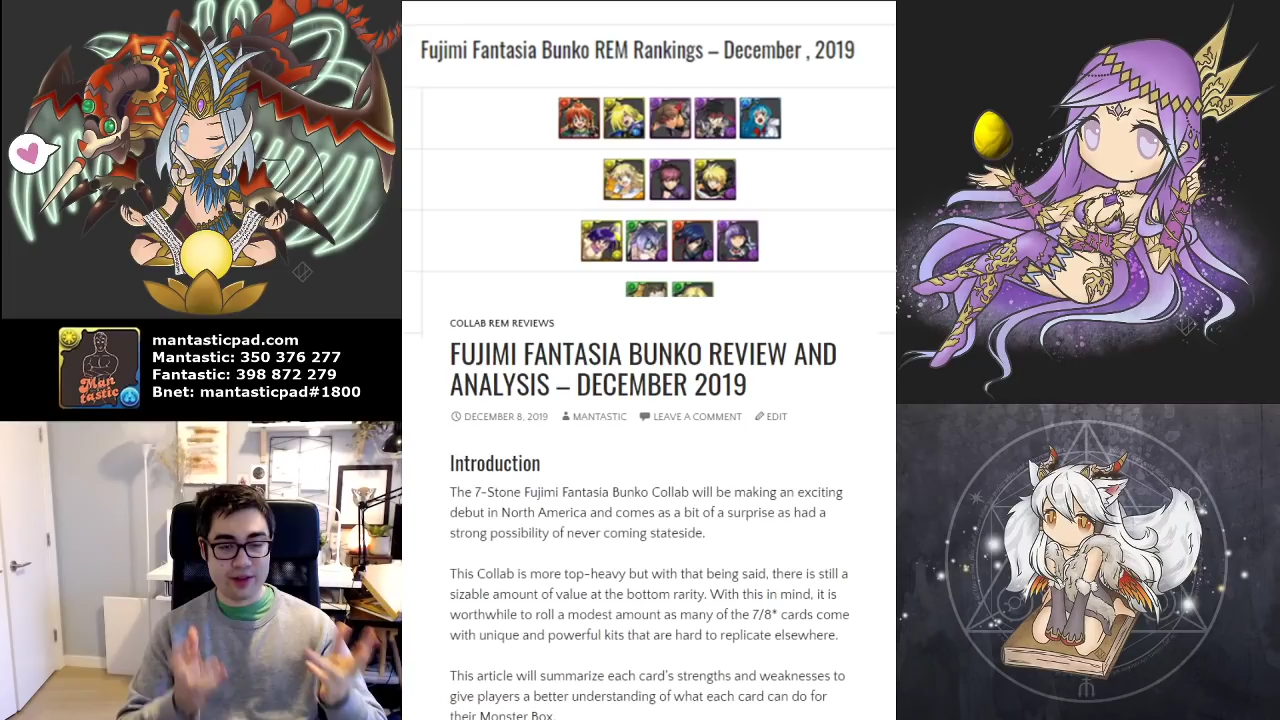 Fujimi Fantasia Bunko REM Rankings – December , 2019
mantasticpad.com
Mantastic: 350 376 277
Fantastic: 398 872 279
Bnet: mantasticpad#1800
Man
tastic
COLLAB REM REVIEWS
FUJIMI FANTASIA BUNKO REVIEW AND
ANALYSIS – DECEMBER 2019
DECEMBER 8, 2019 MANTASTIC LEAVE A COMMENT EDIT
Introduction
The 7-Stone Fujimi Fantasia Bunko Collab will be making an exciting
debut in North America and comes as a bit of a surprise as had a
strong possibility of never coming stateside.
This Collab is more top-heavy but with that being said, there is still a
sizable amount of value at the bottom rarity. With this in mind, it is
worthwhile to roll a modest amount as many of the 7/8* cards come
with unique and powerful kits that are hard to replicate elsewhere.
This article will summarize each card's strengths and weaknesses to
give players a better understanding of what each card can do for
their Monster Box.